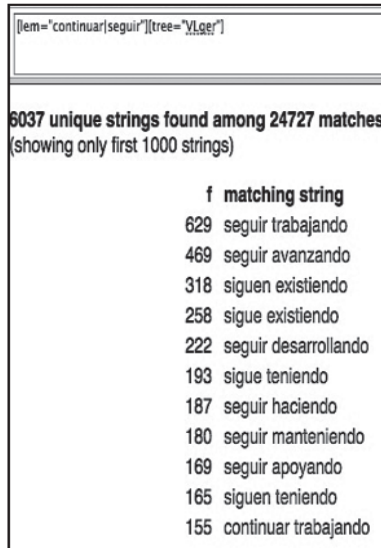 [lem="continuar|seguir"][tree="VLger"]
6037 unique strings found among 24727 matches
(showing only first 1000 strings)
f matching string
629 seguir trabajando
469 seguir avanzando
318 siguen existiendo
258 sigue existiendo
222 seguir desarrollando
193 sigue teniendo
187 seguir haciendo
180 seguir manteniendo
169 seguir apoyando
165 siguen teniendo
155 continuar trabajando